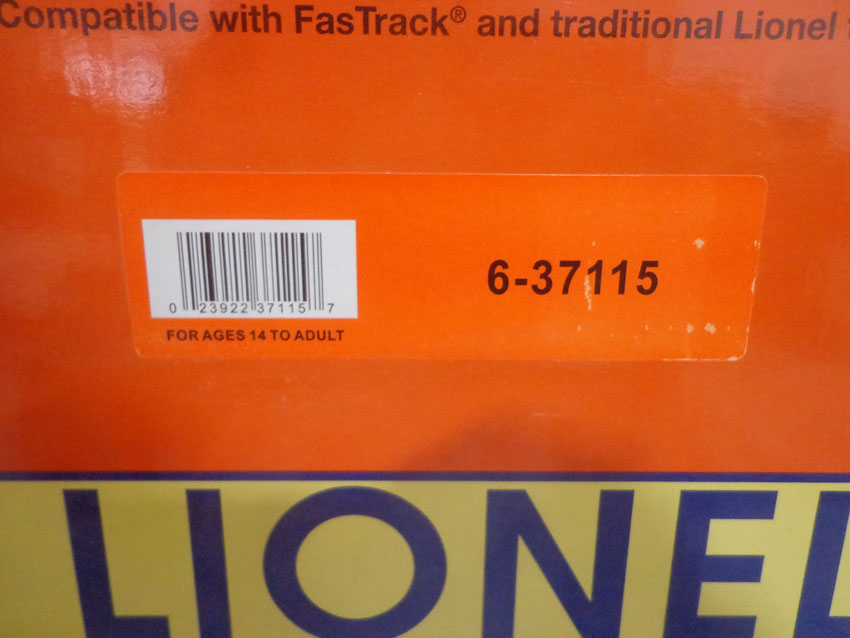 Compatible with FasTrack® and traditional Lionel
6-37115
0 23922 37115 7
FOR AGES 14 TO ADULT
LIONEL